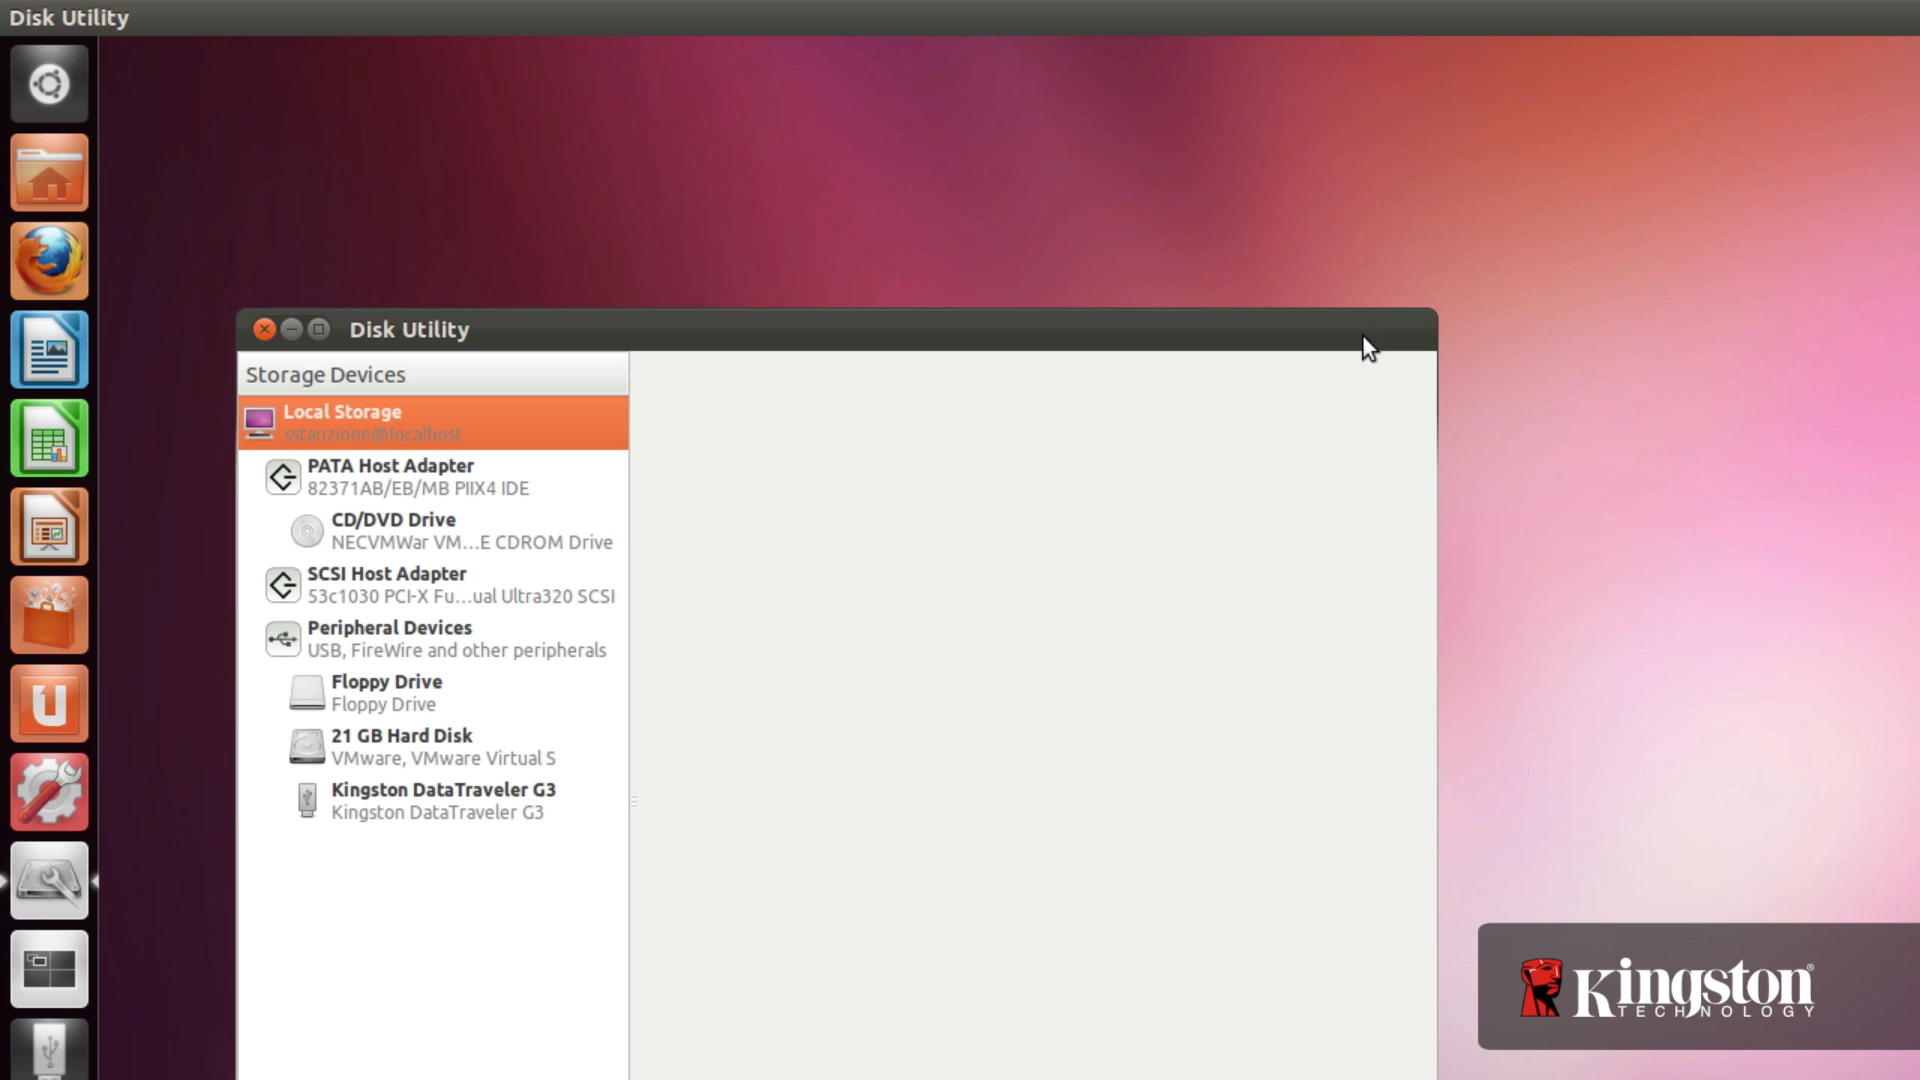 Disk Utility
Disk Utility
Storage Devices
Local Storage
sstanzione@localhost
PATA Host Adapter
82371AB/EB/MB PIIX4 IDE
CD/DVD Drive
NECVMWar VM...E CDROM Drive
SCSI Host Adapter
53c1030 PCI-X Fu...ual Ultra320 SCSI
Peripheral Devices
USB, FireWire and other peripherals
Floppy Drive
Floppy Drive
21 GB Hard Disk
VMware, VMware Virtual S
Kingston DataTraveler G3
Kingston DataTraveler G3
Kingston®
TECHNOLOGY